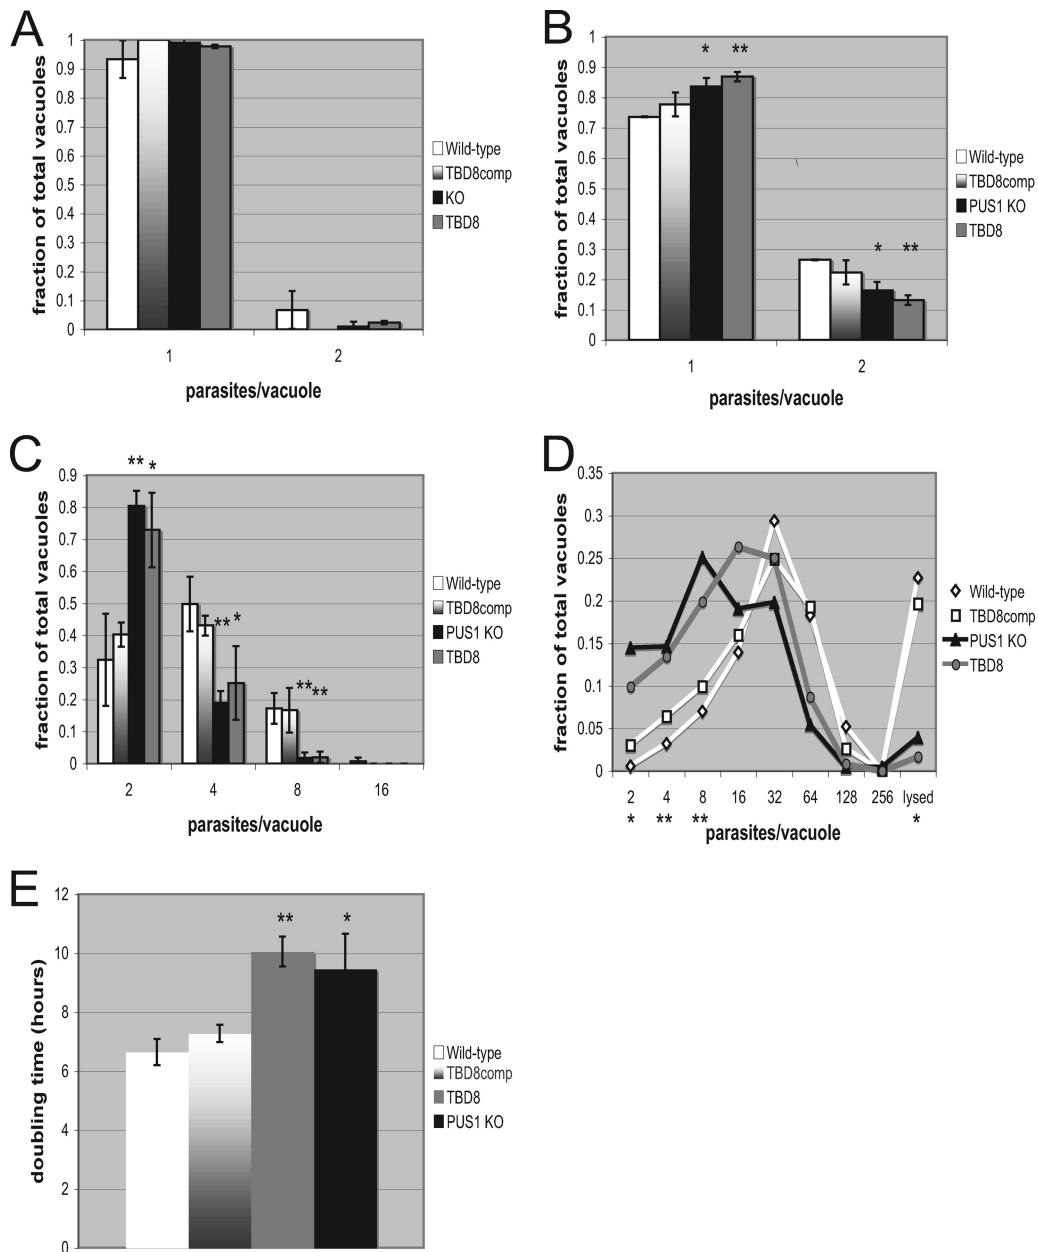 A
fraction of total vacuoles
1
0.9
0.8
0.7
0.6
0.5
0.4
0.3
0.2
0.1
0
1 2
parasites/vacuole
Wild-type
TBD8comp
KO
TBD8
B
fraction of total vacuoles
1
0.9
0.8
0.7
0.6
0.5
0.4
0.3
0.2
0.1
0
* **
* **
1 2
parasites/vacuole
Wild-type
TBD8comp
PUS1 KO
TBD8
C
fraction of total vacuoles
0.9
0.8
0.7
0.6
0.5
0.4
0.3
0.2
0.1
0
** *
** *
** **
2 4 8 16
parasites/vacuole
Wild-type
TBD8comp
PUS1 KO
TBD8
D
fraction of total vacuoles
0.35
0.3
0.25
0.2
0.15
0.1
0.05
0
2 4 8 16 32 64 128 256 lysed
* ** ** *
parasites/vacuole
Wild-type
TBD8comp
PUS1 KO
TBD8
E
doubling time (hours)
12
10
8
6
4
2
0
** *
Wild-type
TBD8comp
TBD8
PUS1 KO